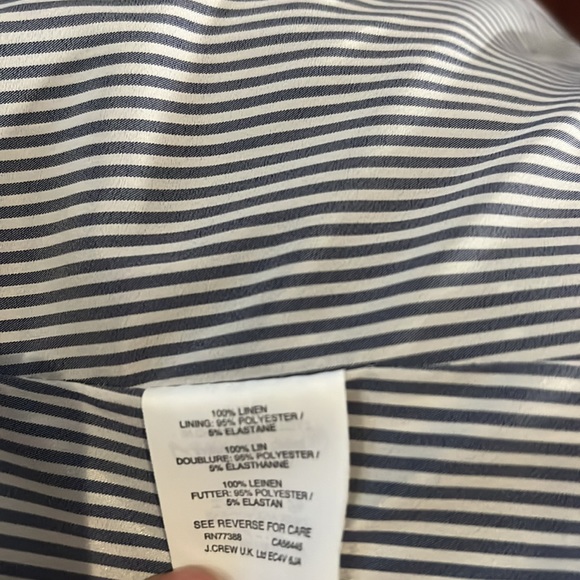 100% LINEN
LINING: 95% POLYESTER /
5% ELASTANE
100% LIN
DOUBLURE: 95% POLYESTER /
5% ELASTHANNE
100% LEINEN
FUTTER: 95% POLYESTER /
5% ELASTAN
SEE REVERSE FOR CARE
RN77388 CA56446
J.CREW U.K. Ltd EC4V 6JA